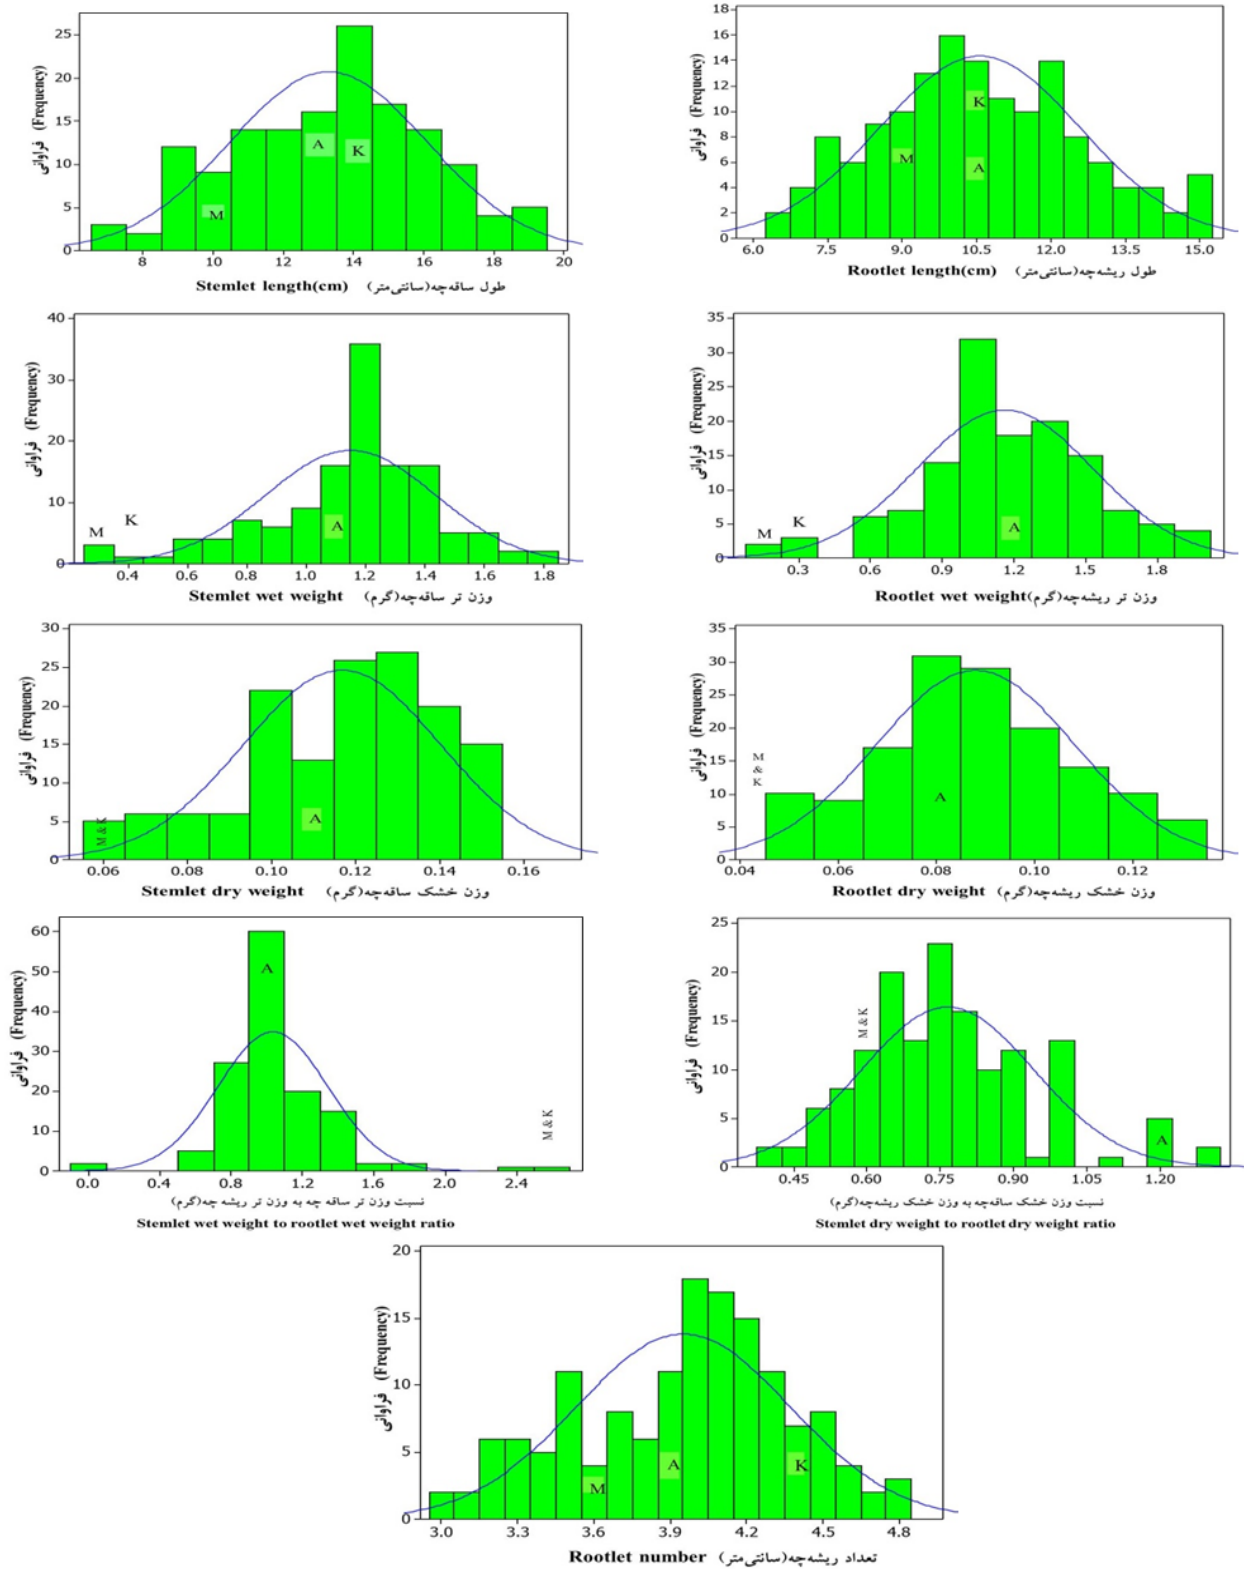 فراوانی (Frequency)
25
20
15
10
5
0
M
A
K
8 10 12 14 16 18 20
Stemlet length(cm) طول ساقه‌چه(سانتی‌متر)
فراوانی (Frequency)
18
16
14
12
10
8
6
4
2
0
M
K
A
6.0 7.5 9.0 10.5 12.0 13.5 15.0
Rootlet length(cm) طول ریشه‌چه(سانتی‌متر)
فراوانی (Frequency)
40
30
20
10
0
M
K
A
0.4 0.6 0.8 1.0 1.2 1.4 1.6 1.8
Stemlet wet weight وزن تر ساقه‌چه(گرم)
فراوانی (Frequency)
35
30
25
20
15
10
5
0
M
K
A
0.3 0.6 0.9 1.2 1.5 1.8
Rootlet wet weight وزن تر ریشه‌چه(گرم)
فراوانی (Frequency)
30
25
20
15
10
5
0
M & K
A
0.06 0.08 0.10 0.12 0.14 0.16
Stemlet dry weight وزن خشک ساقه‌چه(گرم)
فراوانی (Frequency)
35
30
25
20
15
10
5
0
M
&
K
A
0.04 0.06 0.08 0.10 0.12
Rootlet dry weight وزن خشک ریشه‌چه(گرم)
فراوانی (Frequency)
60
50
40
30
20
10
0
A
M & K
0.0 0.4 0.8 1.2 1.6 2.0 2.4
نسبت وزن تر ساقه چه به وزن تر ریشه چه(گرم)
Stemlet wet weight to rootlet wet weight ratio
فراوانی (Frequency)
25
20
15
10
5
0
M & K
A
0.45 0.60 0.75 0.90 1.05 1.20
نسبت وزن خشک ساقه‌چه به وزن خشک ریشه‌چه(گرم)
Stemlet dry weight to rootlet dry weight ratio
فراوانی (Frequency)
20
15
10
5
0
M
A
K
3.0 3.3 3.6 3.9 4.2 4.5 4.8
Rootlet number تعداد ریشه‌چه(سانتی‌متر)